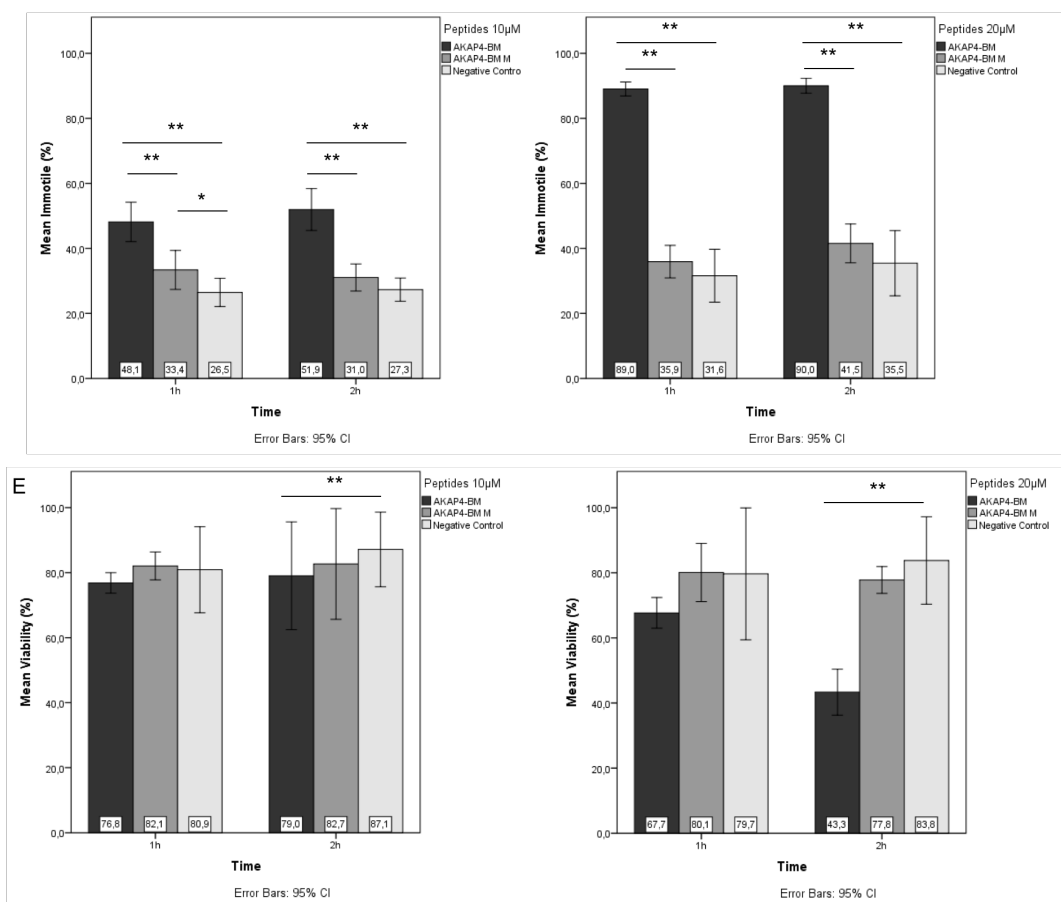 Peptides 10µM
AKAP4-BM
AKAP4-BM M
Negative Contro
100,0
80,0
60,0
40,0
20,0
0,0
Mean Immotile (%)
**
**
*
**
**
48,1
33,4
26,5
51,9
31,0
27,3
1h
2h
Time
Error Bars: 95% CI
Peptides 20µM
AKAP4-BM
AKAP4-BM M
Negative Control
100,0
80,0
60,0
40,0
20,0
0,0
Mean Immotile (%)
**
**
**
**
89,0
35,9
31,6
90,0
41,5
35,5
1h
2h
Time
Error Bars: 95% CI
E
Peptides 10µM
AKAP4-BM
AKAP4-BM M
Negative Control
100,0
80,0
60,0
40,0
20,0
0,0
Mean Viability (%)
**
76,8
82,1
80,9
79,0
82,7
87,1
1h
2h
Time
Error Bars: 95% CI
Peptides 20µM
AKAP4-BM
AKAP4-BM M
Negative Control
100,0
80,0
60,0
40,0
20,0
0,0
Mean Viability (%)
**
67,7
80,1
79,7
43,3
77,8
83,8
1h
2h
Time
Error Bars: 95% CI